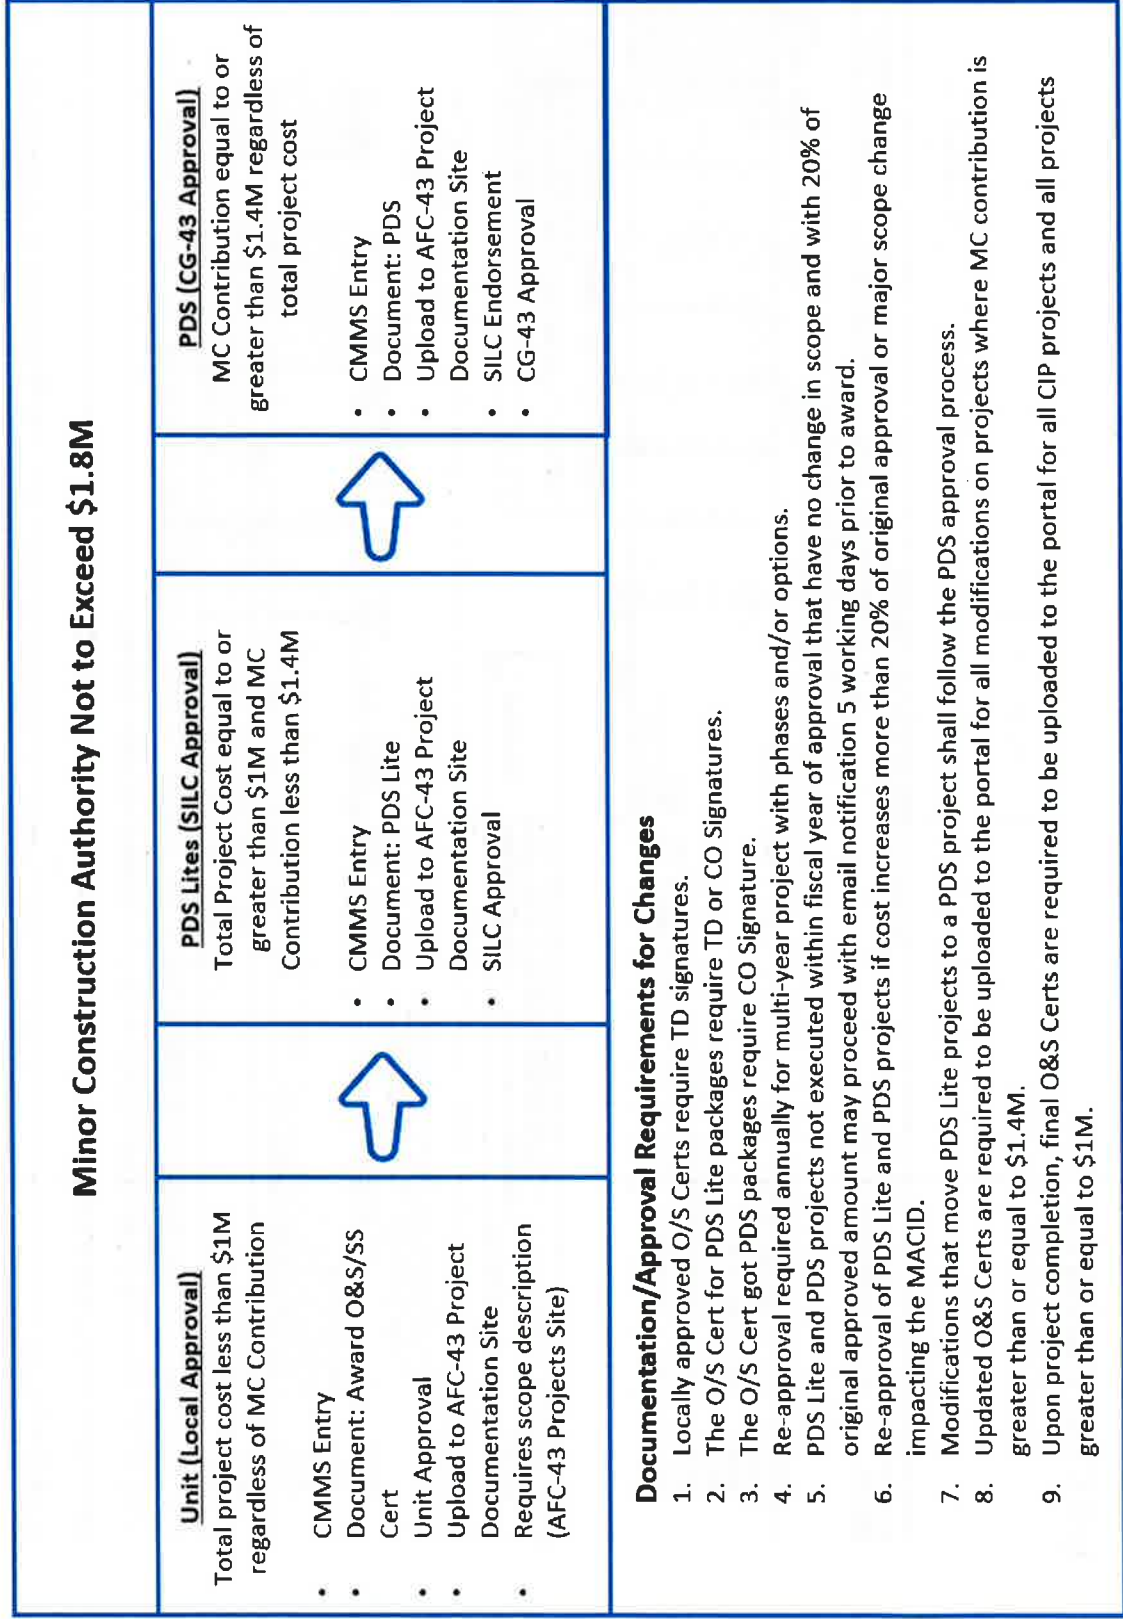 Minor Construction Authority Not to Exceed $1.8M
Unit (Local Approval)
Total project cost less than $1M
regardless of MC Contribution
• CMMS Entry
• Document: Award O&S/SS
Cert
• Unit Approval
• Upload to AFC-43 Project
Documentation Site
• Requires scope description
(AFC-43 Projects Site)
PDS Lites (SILC Approval)
Total Project Cost equal to or
greater than $1M and MC
Contribution less than $1.4M
• CMMS Entry
• Document: PDS Lite
• Upload to AFC-43 Project
Documentation Site
• SILC Approval
PDS (CG-43 Approval)
MC Contribution equal to or
greater than $1.4M regardless of
total project cost
• CMMS Entry
• Document: PDS
• Upload to AFC-43 Project
Documentation Site
• SILC Endorsement
• CG-43 Approval
Documentation/Approval Requirements for Changes
1. Locally approved O/S Certs require TD signatures.
2. The O/S Cert for PDS Lite packages require TD or CO Signatures.
3. The O/S Cert got PDS packages require CO Signature.
4. Re-approval required annually for multi-year project with phases and/or options.
5. PDS Lite and PDS projects not executed within fiscal year of approval that have no change in scope and with 20% of
original approved amount may proceed with email notification 5 working days prior to award.
6. Re-approval of PDS Lite and PDS projects if cost increases more than 20% of original approval or major scope change
impacting the MACID.
7. Modifications that move PDS Lite projects to a PDS project shall follow the PDS approval process.
8. Updated O&S Certs are required to be uploaded to the portal for all modifications on projects where MC contribution is
greater than or equal to $1.4M.
9. Upon project completion, final O&S Certs are required to be uploaded to the portal for all CIP projects and all projects
greater than or equal to $1M.